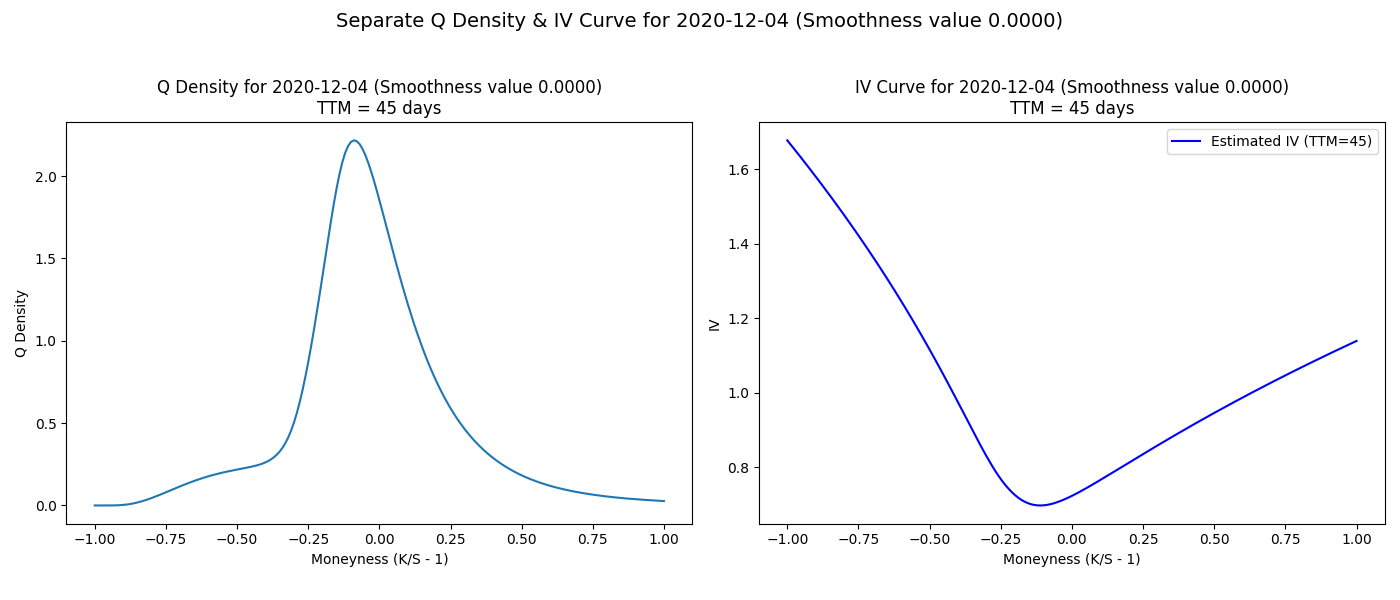 Separate Q Density & IV Curve for 2020-12-04 (Smoothness value 0.0000)
Q Density for 2020-12-04 (Smoothness value 0.0000)
TTM = 45 days
Q Density
2.0
1.5
1.0
0.5
0.0
−1.00 −0.75 −0.50 −0.25 0.00 0.25 0.50 0.75 1.00
Moneyness (K/S - 1)
IV Curve for 2020-12-04 (Smoothness value 0.0000)
TTM = 45 days
Estimated IV (TTM=45)
IV
1.6
1.4
1.2
1.0
0.8
−1.00 −0.75 −0.50 −0.25 0.00 0.25 0.50 0.75 1.00
Moneyness (K/S - 1)